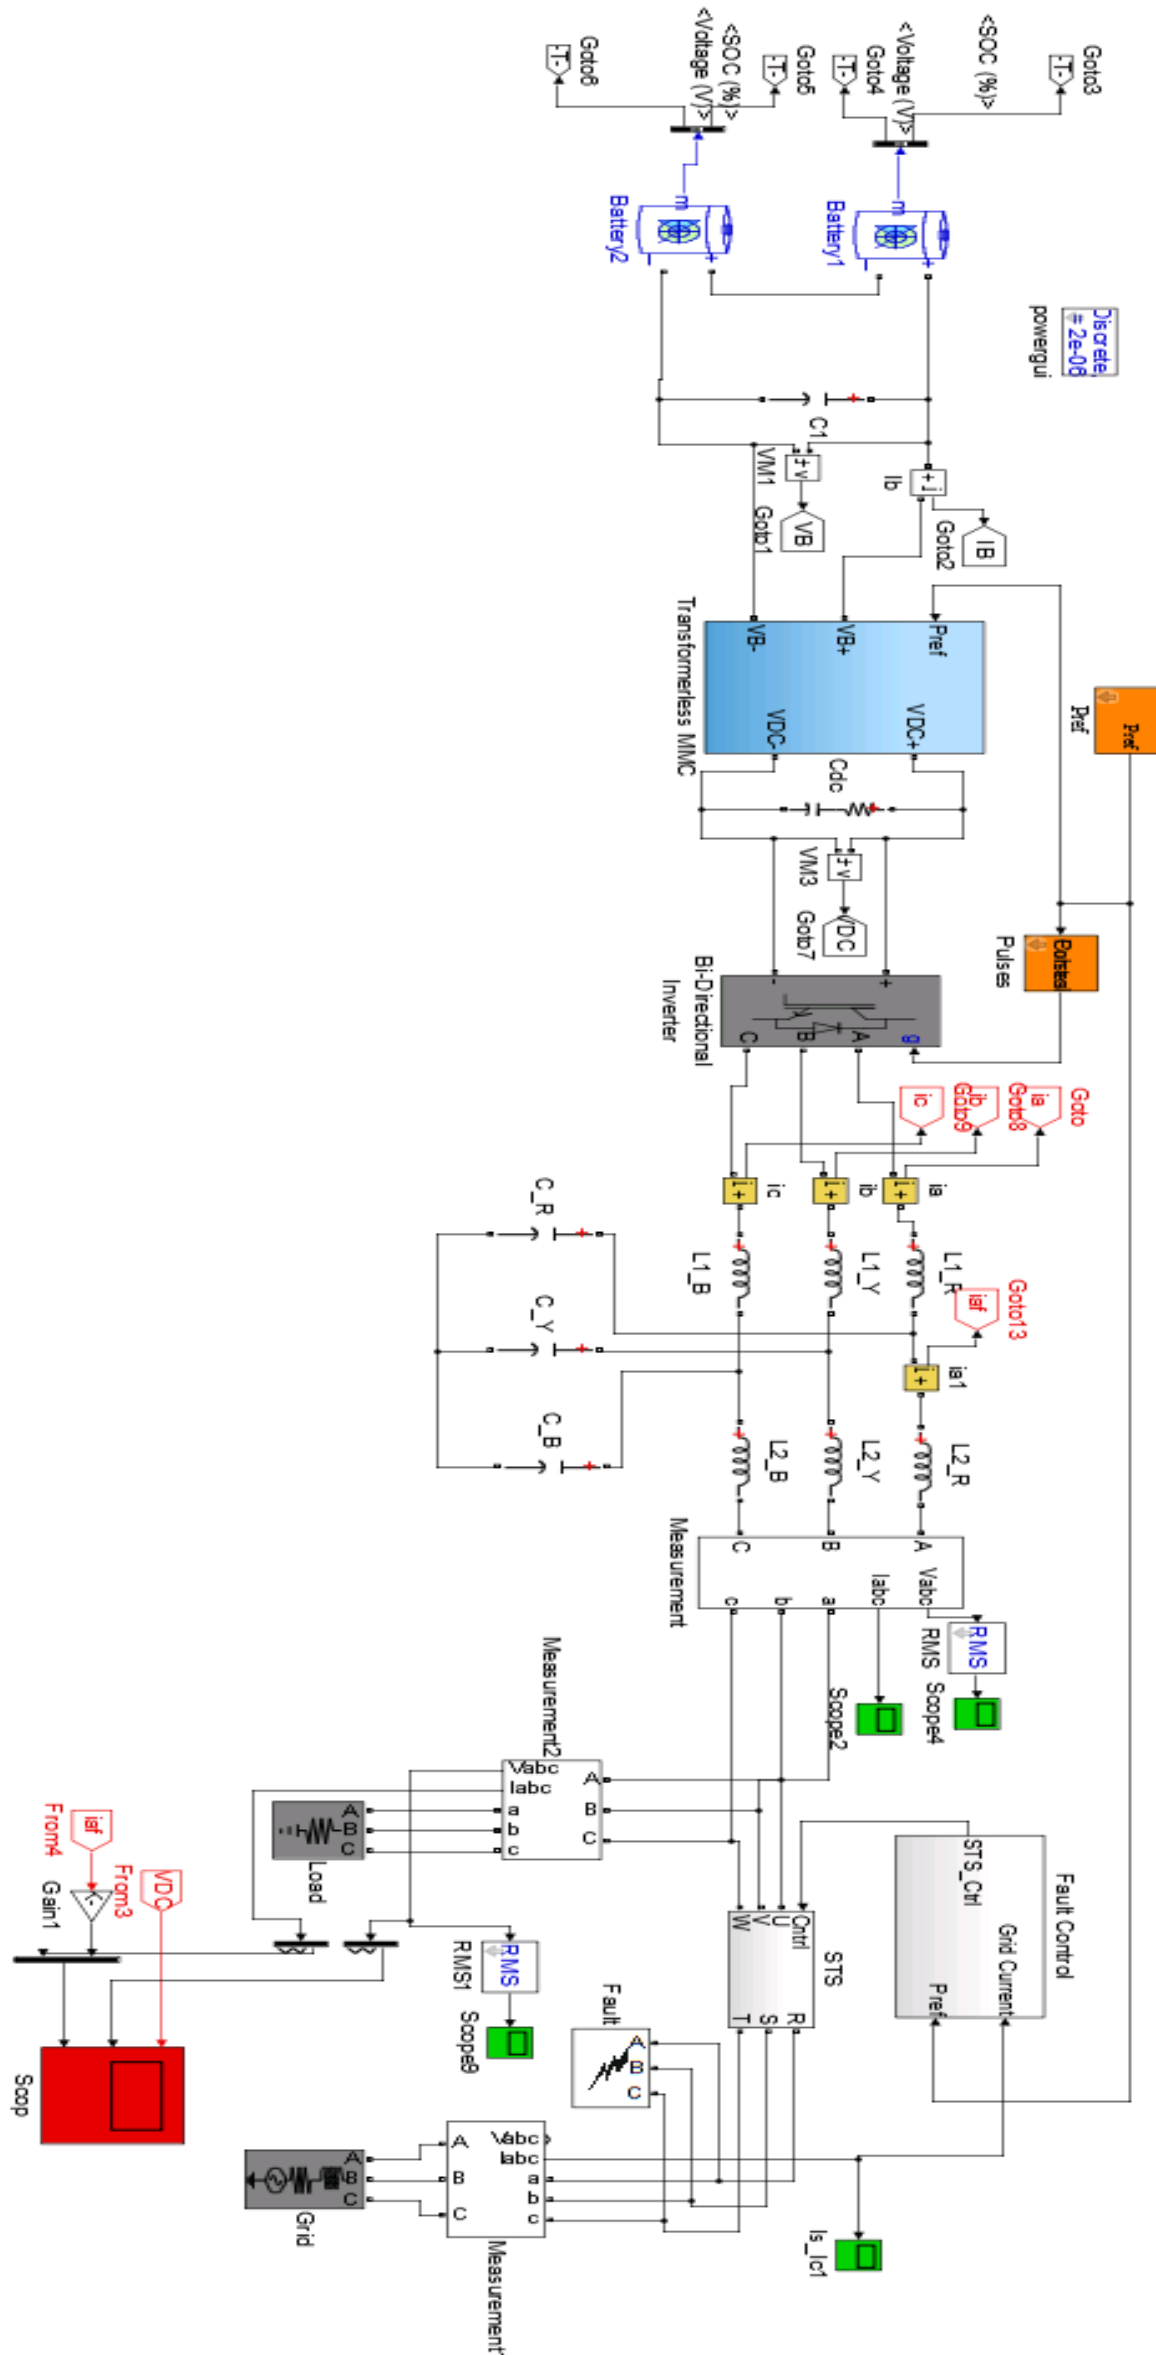 Discrete,
= 2e-06
powergui
Goto3
<SOC (%)>
<Voltage (V)>
Goto4
-T-
-T-
Goto5
<SOC (%)>
<Voltage (V)>
Goto6
-T-
-T-
m
+
-
Battery1
m
+
-
Battery2
C1
+
Ib
+ i
IB
Goto2
VM1
+ v
VB
Goto1
Pref
VB+
VB-
VDC+
VDC-
Transformerless MMC
Pref
Pref
Cdc
+
VM3
+ v
VDC
Goto7
Pulses
g
+
-
A
B
C
Bi-Directional
Inverter
Goto
ia
Goto8
ib
Goto9
ic
ia
i +
ib
i +
ic
i +
L1_R
L1_Y
L1_B
C_R
C_Y
C_B
Goto13
iaf
ia1
i +
L2_R
L2_Y
L2_B
A
B
C
Vabc
Iabc
a
b
c
Measurement
RMS
RMS
Scope4
Scope2
Measurement2
A
B
C
Vabc
Iabc
a
b
c
A
B
C
Load
Fault Control
STS_Ctrl
Grid Current
Pref
STS
Cntrl
U
V
W
R
S
T
RMS
RMS1
Scope9
Fault
A
B
C
From4
iaf
From3
VDC
Gain1
Scop
Vabc
Iabc
a
b
c
A
B
C
Measurement
A
B
C
Grid
Is_Ic1